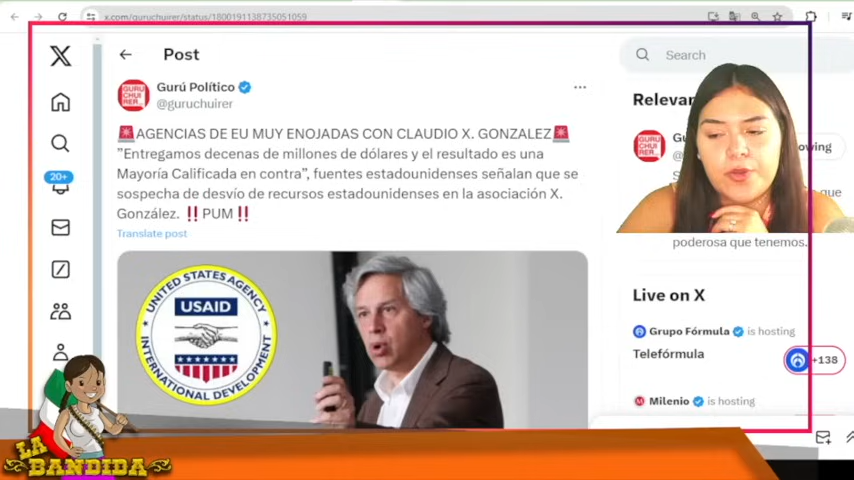 x.com/guruchuirer/status/1800191138735051059
Post
Search
Gurú Político
@guruchuirer
🚨AGENCIAS DE EU MUY ENOJADAS CON CLAUDIO X. GONZALEZ🚨
"Entregamos decenas de millones de dólares y el resultado es una
Mayoría Calificada en contra", fuentes estadounidenses señalan que se
sospecha de desvío de recursos estadounidenses en la asociación X.
González. ‼️PUM‼️
Translate post
20+
UNITED STATES AGENCY
USAID
INTERNATIONAL DEVELOPMENT
GURU
CHUI
RER
poderosa que tenemos.
Live on X
Grupo Fórmula is hosting
Telefórmula
+138
Milenio is hosting
LA
BANDIDA